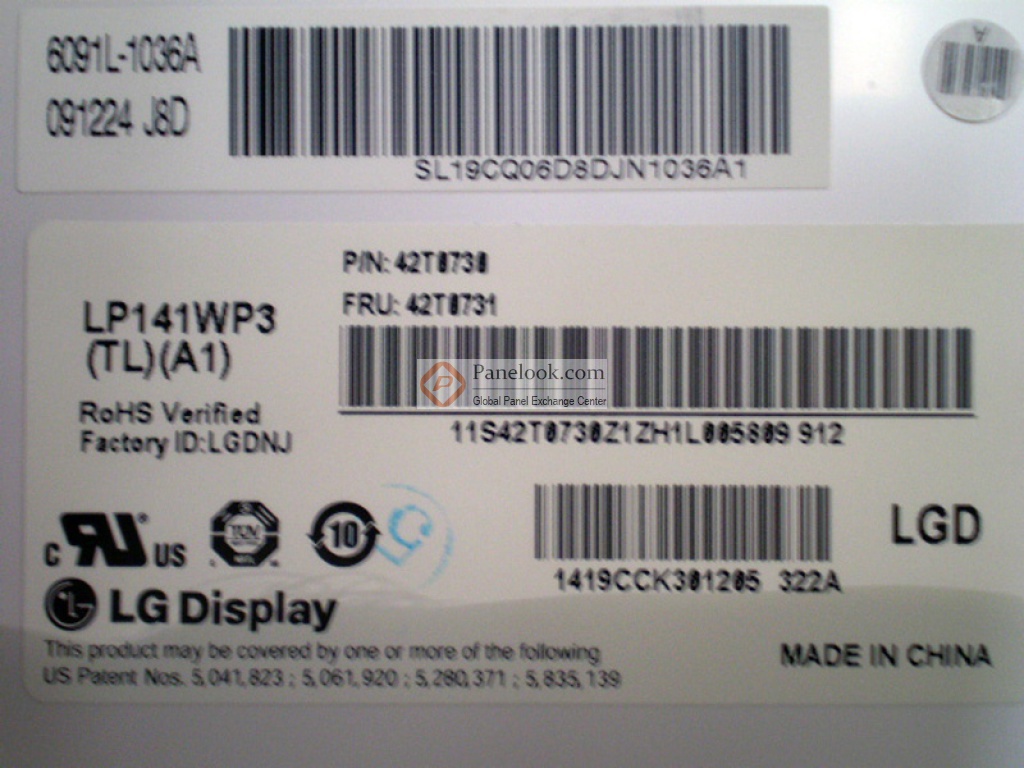 6091L-1036A
091224 J8D
SL19CQ06D8DJN1036A1
A
P/N: 42T0730
FRU: 42T0731
LP141WP3
(TL)(A1)
Panelook.com
Global Panel Exchange Center
RoHS Verified
Factory ID:LGDNJ
11S42T0730Z1ZH1L005809 912
C RU US
TUV
10
LGD
1419CCK301205 322A
LG Display
This product may be covered by one or more of the following
US Patent Nos. 5,041,823 ; 5,061,920 ; 5,280,371 ; 5,835,139
MADE IN CHINA